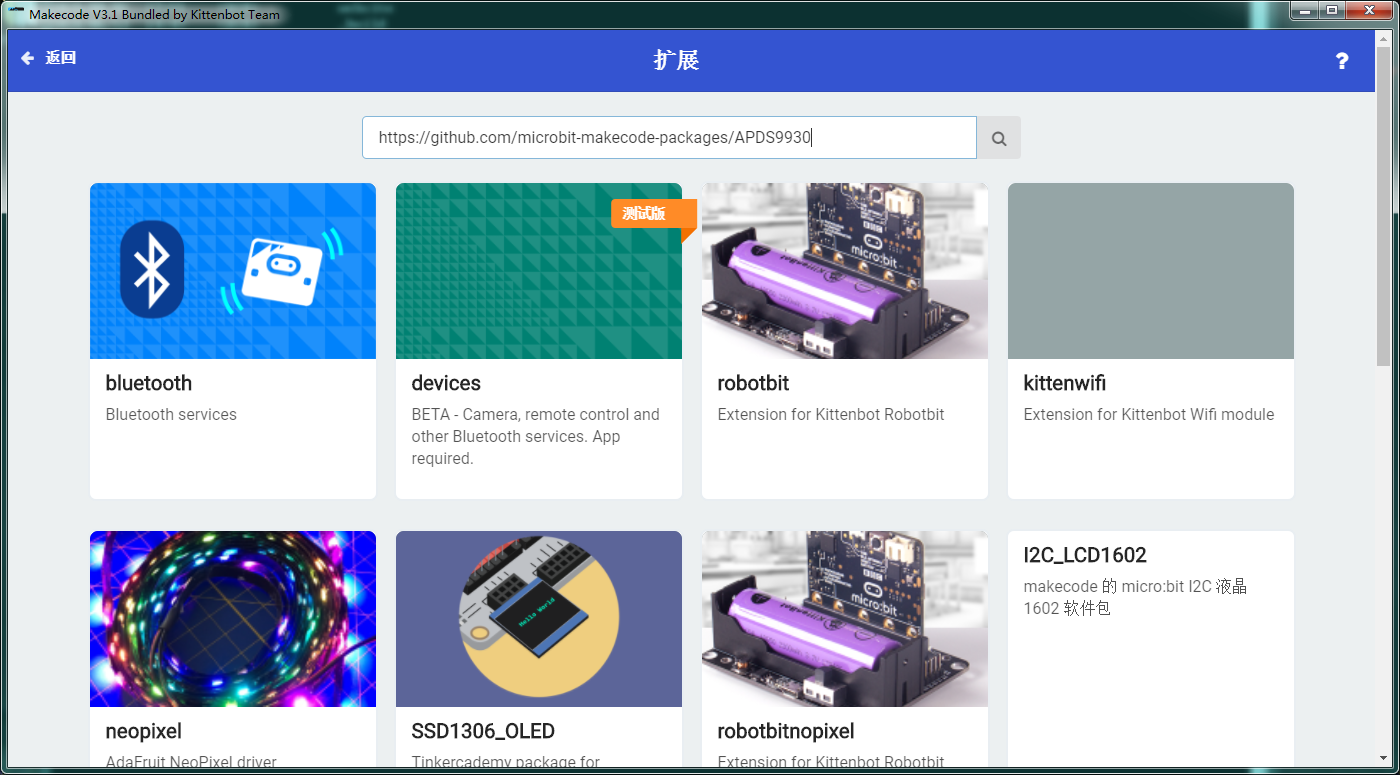 Makecode V3.1 Bundled by Kittenbot Team
返回
扩展
?
https://github.com/microbit-makecode-packages/APDS9930
测试版
micro:bit
bluetooth
Bluetooth services
devices
BETA - Camera, remote control and
other Bluetooth services. App
required.
robotbit
Extension for Kittenbot Robotbit
kittenwifi
Extension for Kittenbot Wifi module
Hello World
micro:bit
I2C_LCD1602
makecode 的 micro:bit I2C 液晶
1602 软件包
neopixel
AdaFruit NeoPixel driver
SSD1306_OLED
Tinkercademy package for
robotbitnopixel
Extension for Kittenbot Robotbit